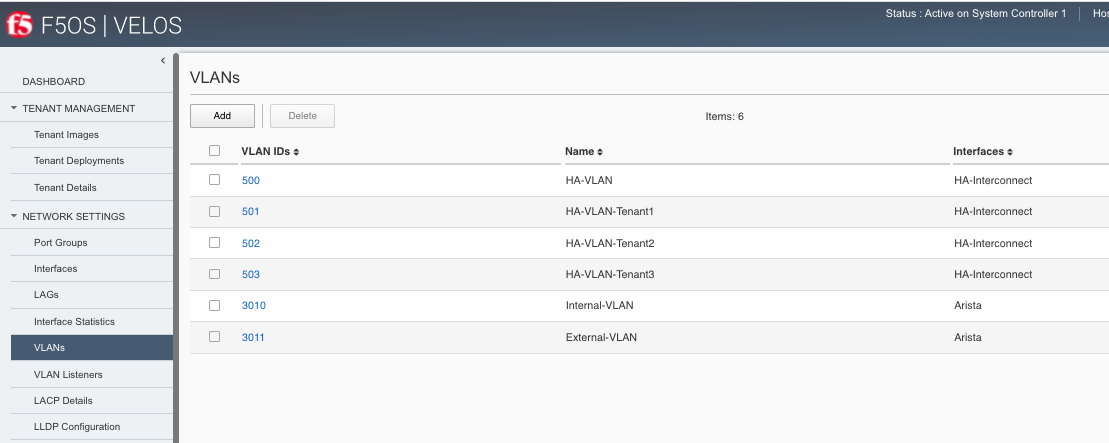 f5 F5OS | VELOS
Status : Active on System Controller 1
DASHBOARD
TENANT MANAGEMENT
Tenant Images
Tenant Deployments
Tenant Details
NETWORK SETTINGS
Port Groups
Interfaces
LAGs
Interface Statistics
VLANs
VLAN Listeners
LACP Details
LLDP Configuration
VLANs
Add Delete Items: 6
VLAN IDs Name Interfaces
500 HA-VLAN HA-Interconnect
501 HA-VLAN-Tenant1 HA-Interconnect
502 HA-VLAN-Tenant2 HA-Interconnect
503 HA-VLAN-Tenant3 HA-Interconnect
3010 Internal-VLAN Arista
3011 External-VLAN Arista